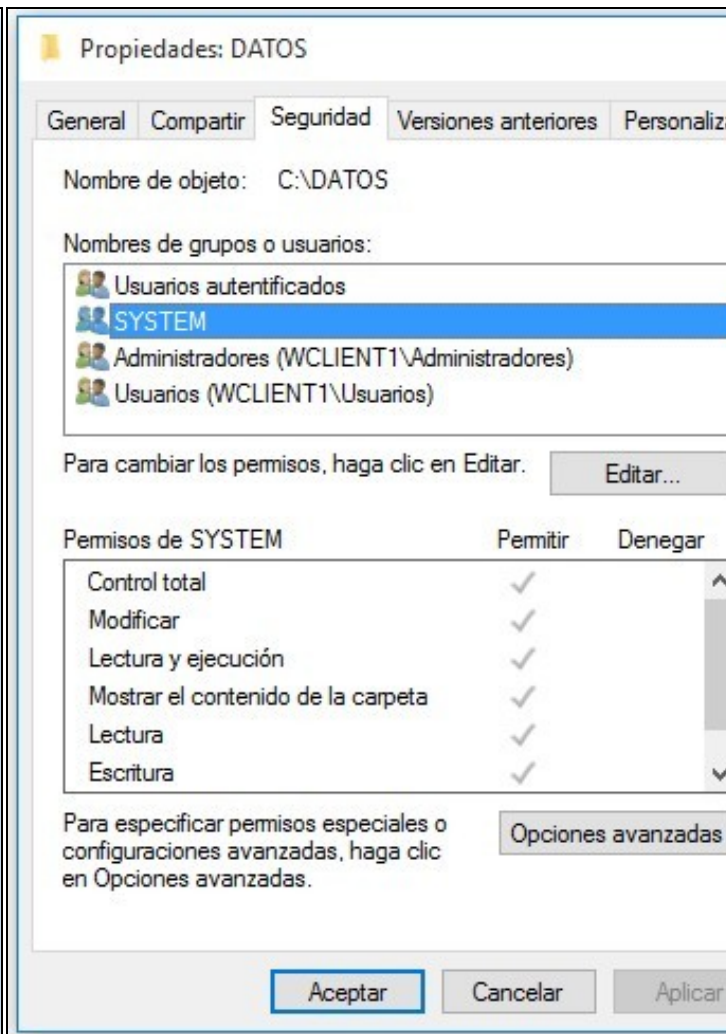 Propiedades: DATOS
General Compartir Seguridad Versiones anteriores Personaliza
Nombre de objeto: C:\DATOS
Nombres de grupos o usuarios:
Usuarios autentificados
SYSTEM
Administradores (WCLIENT1\Administradores)
Usuarios (WCLIENT1\Usuarios)
Para cambiar los permisos, haga clic en Editar. Editar...
Permisos de SYSTEM Permitir Denegar
Control total
Modificar
Lectura y ejecución
Mostrar el contenido de la carpeta
Lectura
Escritura
Para especificar permisos especiales o
configuraciones avanzadas, haga clic
en Opciones avanzadas.
Opciones avanzadas
Aceptar Cancelar Aplicar